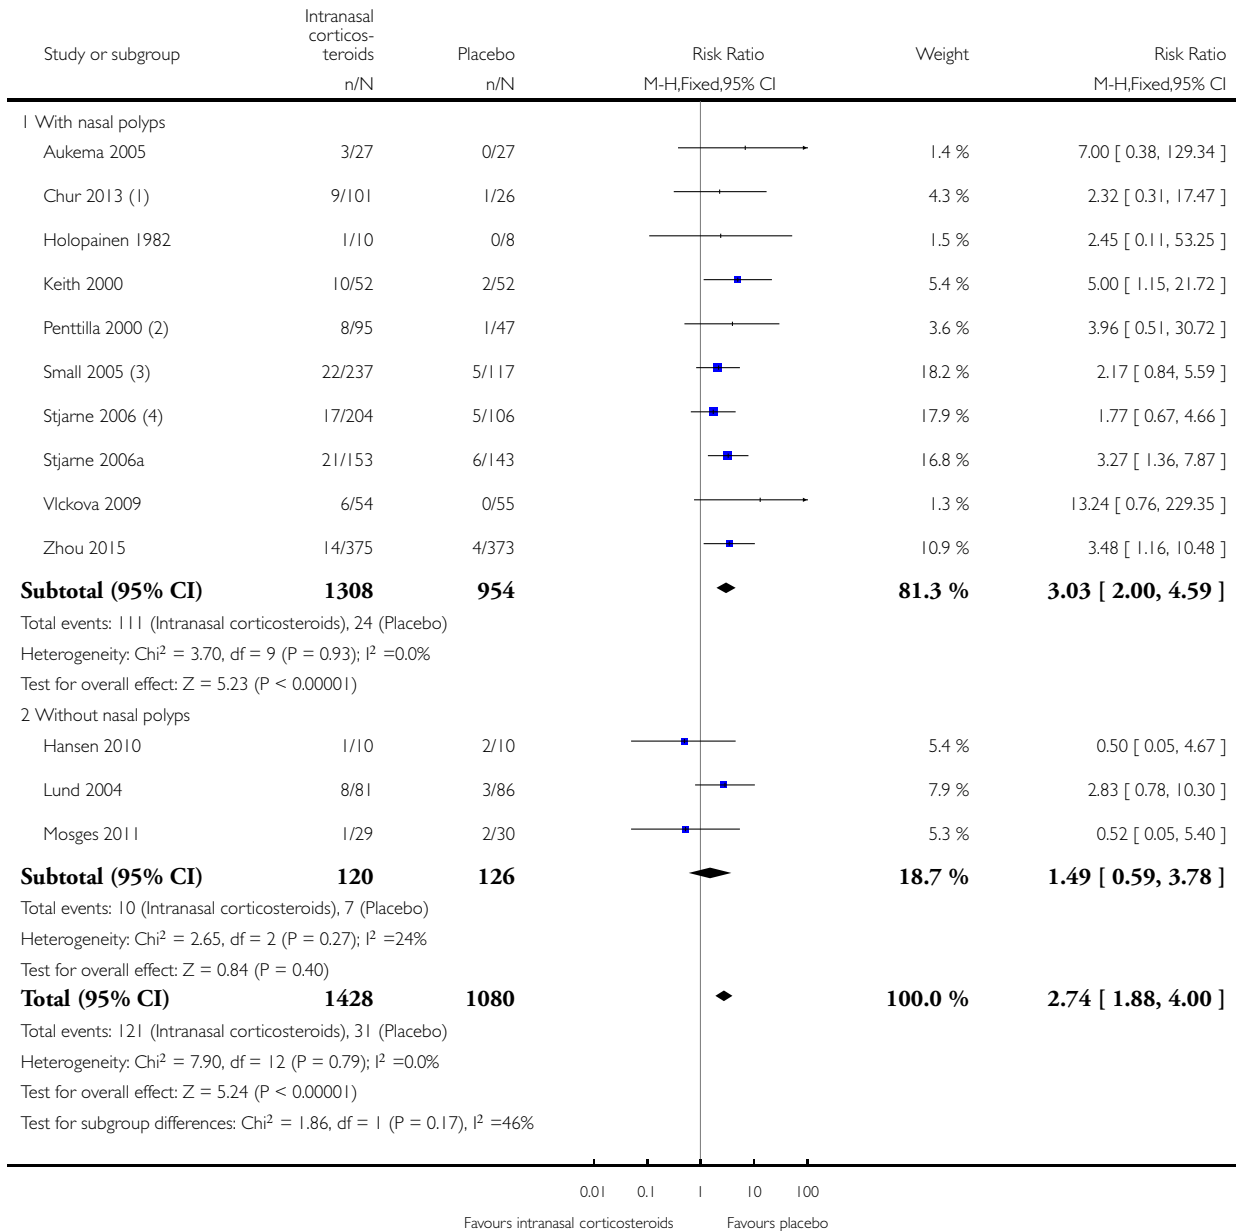 Intranasal
corticos-
Study or subgroup teroids Placebo Risk Ratio Weight Risk Ratio
n/N n/N M-H,Fixed,95% CI M-H,Fixed,95% CI
1 With nasal polyps
Aukema 2005 3/27 0/27 1.4 % 7.00 [ 0.38, 129.34 ]
Chur 2013 (1) 9/101 1/26 4.3 % 2.32 [ 0.31, 17.47 ]
Holopainen 1982 1/10 0/8 1.5 % 2.45 [ 0.11, 53.25 ]
Keith 2000 10/52 2/52 5.4 % 5.00 [ 1.15, 21.72 ]
Penttilla 2000 (2) 8/95 1/47 3.6 % 3.96 [ 0.51, 30.72 ]
Small 2005 (3) 22/237 5/117 18.2 % 2.17 [ 0.84, 5.59 ]
Stjarne 2006 (4) 17/204 5/106 17.9 % 1.77 [ 0.67, 4.66 ]
Stjarne 2006a 21/153 6/143 16.8 % 3.27 [ 1.36, 7.87 ]
Vlckova 2009 6/54 0/55 1.3 % 13.24 [ 0.76, 229.35 ]
Zhou 2015 14/375 4/373 10.9 % 3.48 [ 1.16, 10.48 ]
Subtotal (95% CI) 1308 954 81.3 % 3.03 [ 2.00, 4.59 ]
Total events: 111 (Intranasal corticosteroids), 24 (Placebo)
Heterogeneity: Chi² = 3.70, df = 9 (P = 0.93); I² =0.0%
Test for overall effect: Z = 5.23 (P < 0.00001)
2 Without nasal polyps
Hansen 2010 1/10 2/10 5.4 % 0.50 [ 0.05, 4.67 ]
Lund 2004 8/81 3/86 7.9 % 2.83 [ 0.78, 10.30 ]
Mosges 2011 1/29 2/30 5.3 % 0.52 [ 0.05, 5.40 ]
Subtotal (95% CI) 120 126 18.7 % 1.49 [ 0.59, 3.78 ]
Total events: 10 (Intranasal corticosteroids), 7 (Placebo)
Heterogeneity: Chi² = 2.65, df = 2 (P = 0.27); I² =24%
Test for overall effect: Z = 0.84 (P = 0.40)
Total (95% CI) 1428 1080 100.0 % 2.74 [ 1.88, 4.00 ]
Total events: 121 (Intranasal corticosteroids), 31 (Placebo)
Heterogeneity: Chi² = 7.90, df = 12 (P = 0.79); I² =0.0%
Test for overall effect: Z = 5.24 (P < 0.00001)
Test for subgroup differences: Chi² = 1.86, df = 1 (P = 0.17), I² =46%
0.01 0.1 1 10 100
Favours intranasal corticosteroids Favours placebo